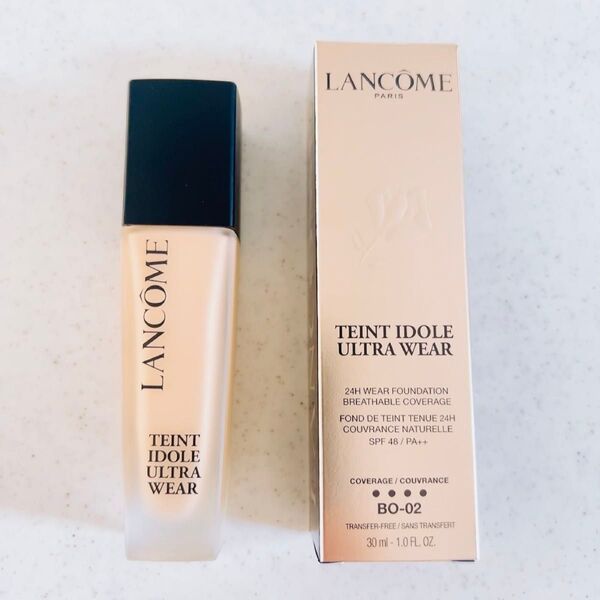 LANCÔME
TEINT
IDOLE
ULTRA
WEAR
LANCÔME
PARIS
TEINT IDOLE
ULTRA WEAR
24H WEAR FOUNDATION
BREATHABLE COVERAGE
FOND DE TEINT TENUE 24H
COUVRANCE NATURELLE
SPF 48 / PA++
COVERAGE / COUVRANCE
BO-02
TRANSFER-FREE / SANS TRANSFERT
30 ml - 1.0 FL. OZ.